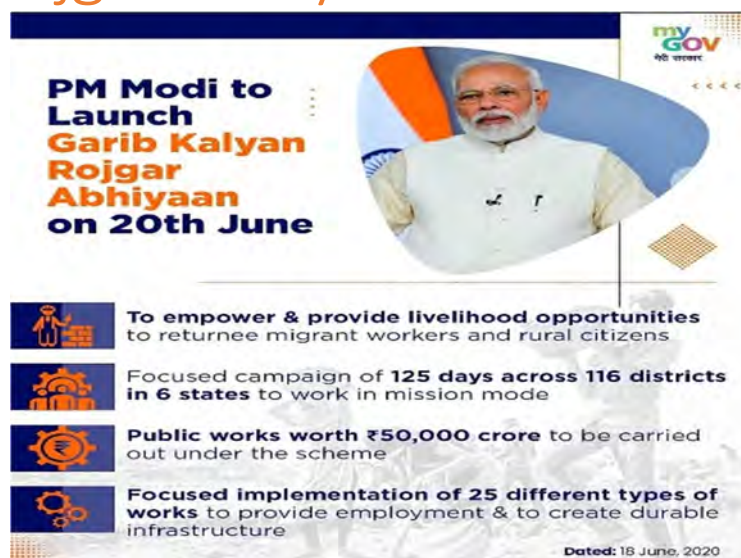 my
GOV
मेरी सरकार
PM Modi to
Launch
Garib Kalyan
Rojgar
Abhiyaan
on 20th June
To empower & provide livelihood opportunities
to returnee migrant workers and rural citizens
Focused campaign of 125 days across 116 districts
in 6 states to work in mission mode
Public works worth ₹50,000 crore to be carried
out under the scheme
Focused implementation of 25 different types of
works to provide employment & to create durable
infrastructure
Dated: 18 June, 2020